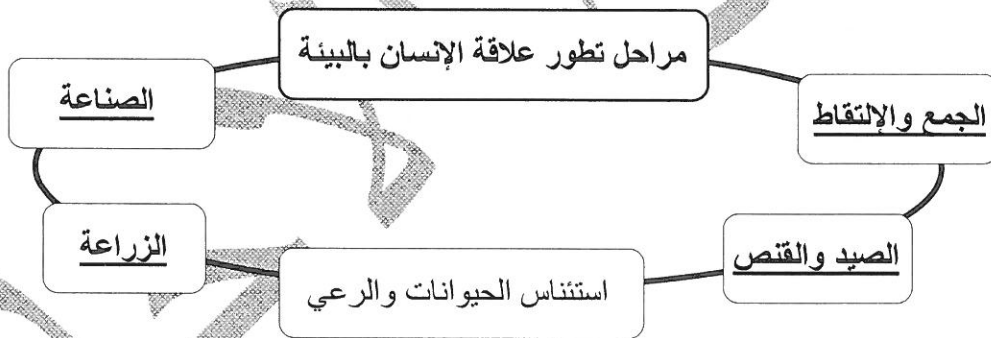 مراحل تطور علاقة الإنسان بالبيئة
الجمع والإلتقاط
الصيد والقنص
استئناس الحيوانات والرعي
الزراعة
الصناعة